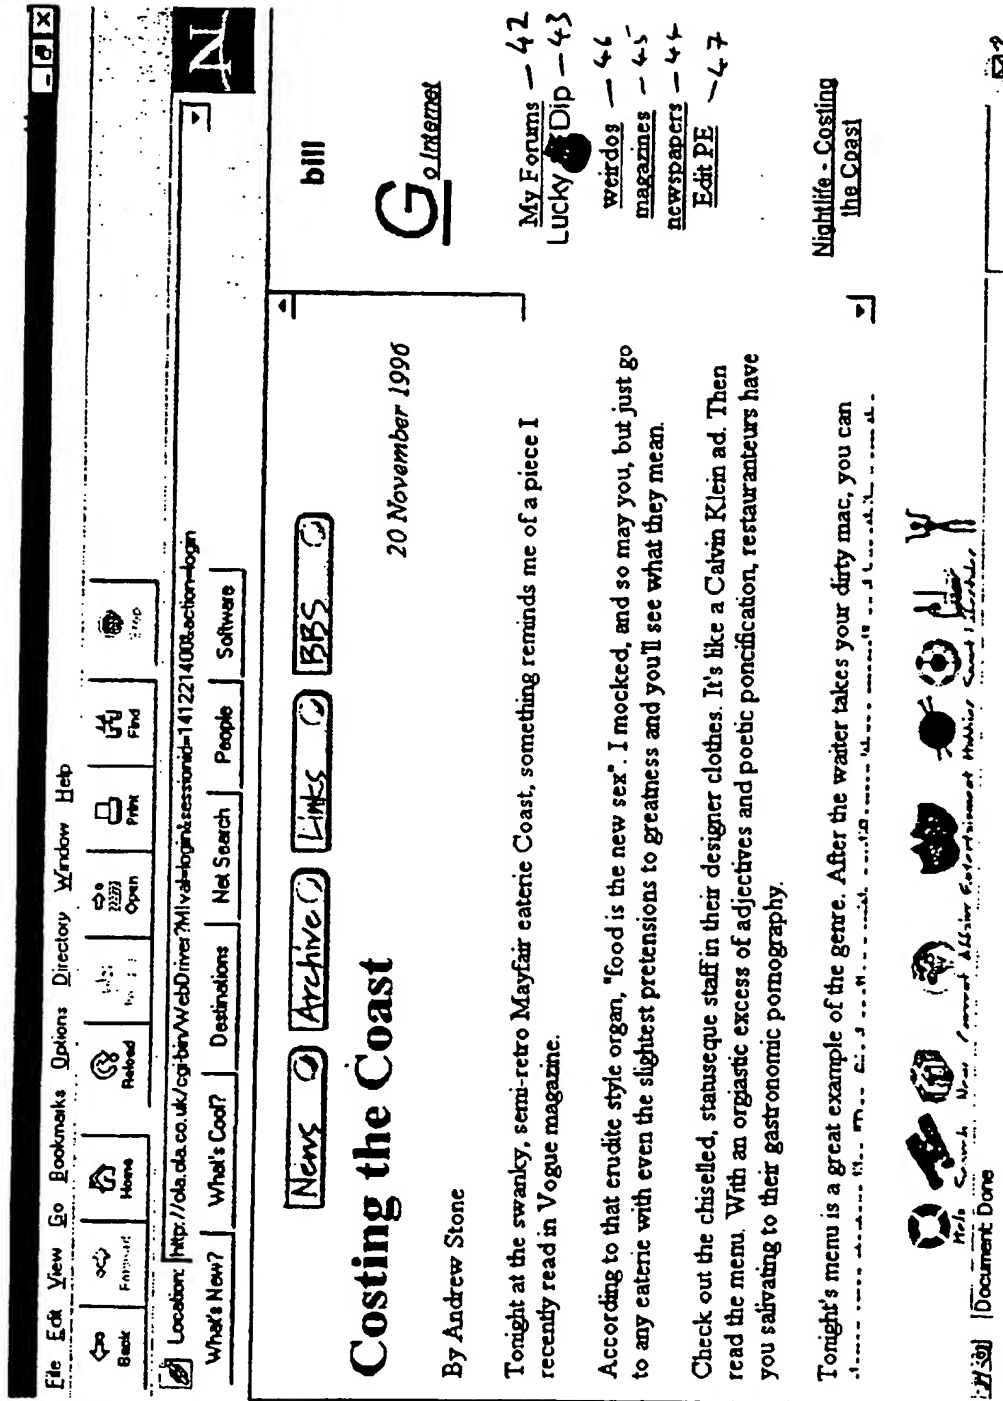 File Edit View Go Bookmarks Options Directory Window Help
Back Forward Home Reload Open Print Find Stop
Location: http://ola.ola.co.uk/cgi-bin/WebDriver?MIval=login&sessionid=141221400&action=login
What's New? What's Cool? Destinations Net Search People Software
N
News Archive Links BBS
bill
Go Internet
Costing the Coast
20 November 1996
By Andrew Stone
Tonight at the swanky, semi-retro Mayfair eaterie Coast, something reminds me of a piece I
recently read in Vogue magazine.
According to that erudite style organ, "food is the new sex". I mocked, and so may you, but just go
to any eaterie with even the slightest pretensions to greatness and you'll see what they mean.
Check out the chiselled, statuseque staff in their designer clothes. It's like a Calvin Klein ad. Then
read the menu. With an orgiastic excess of adjectives and poetic poncification, restauranteurs have
you salivating to their gastronomic pornography.
Tonight's menu is a great example of the genre. After the waiter takes your dirty mac, you can
My Forums — 42
Lucky Dip — 43
weirdos — 46
magazines — 45
newspapers — 44
Edit PE — 47
Nightlife - Costing
the Coast
Help Search New Entertainment Hobbies
Document: Done